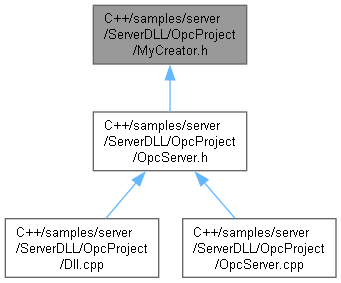 C++/samples/server
/ServerDLL/OpcProject
/MyCreator.h
C++/samples/server
/ServerDLL/OpcProject
/OpcServer.h
C++/samples/server
/ServerDLL/OpcProject
/Dll.cpp
C++/samples/server
/ServerDLL/OpcProject
/OpcServer.cpp